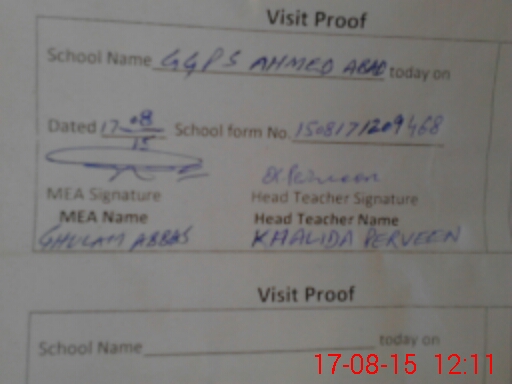 Visit Proof
School Name GGPS AHMED ABAD today on
Dated 17-08-15 School form No. 1508171209468
MEA Signature Head Teacher Signature
MEA Name Head Teacher Name
GHULAM ABBAS KHALIDA PERVEEN
Visit Proof
School Name today on
17-08-15 12:11